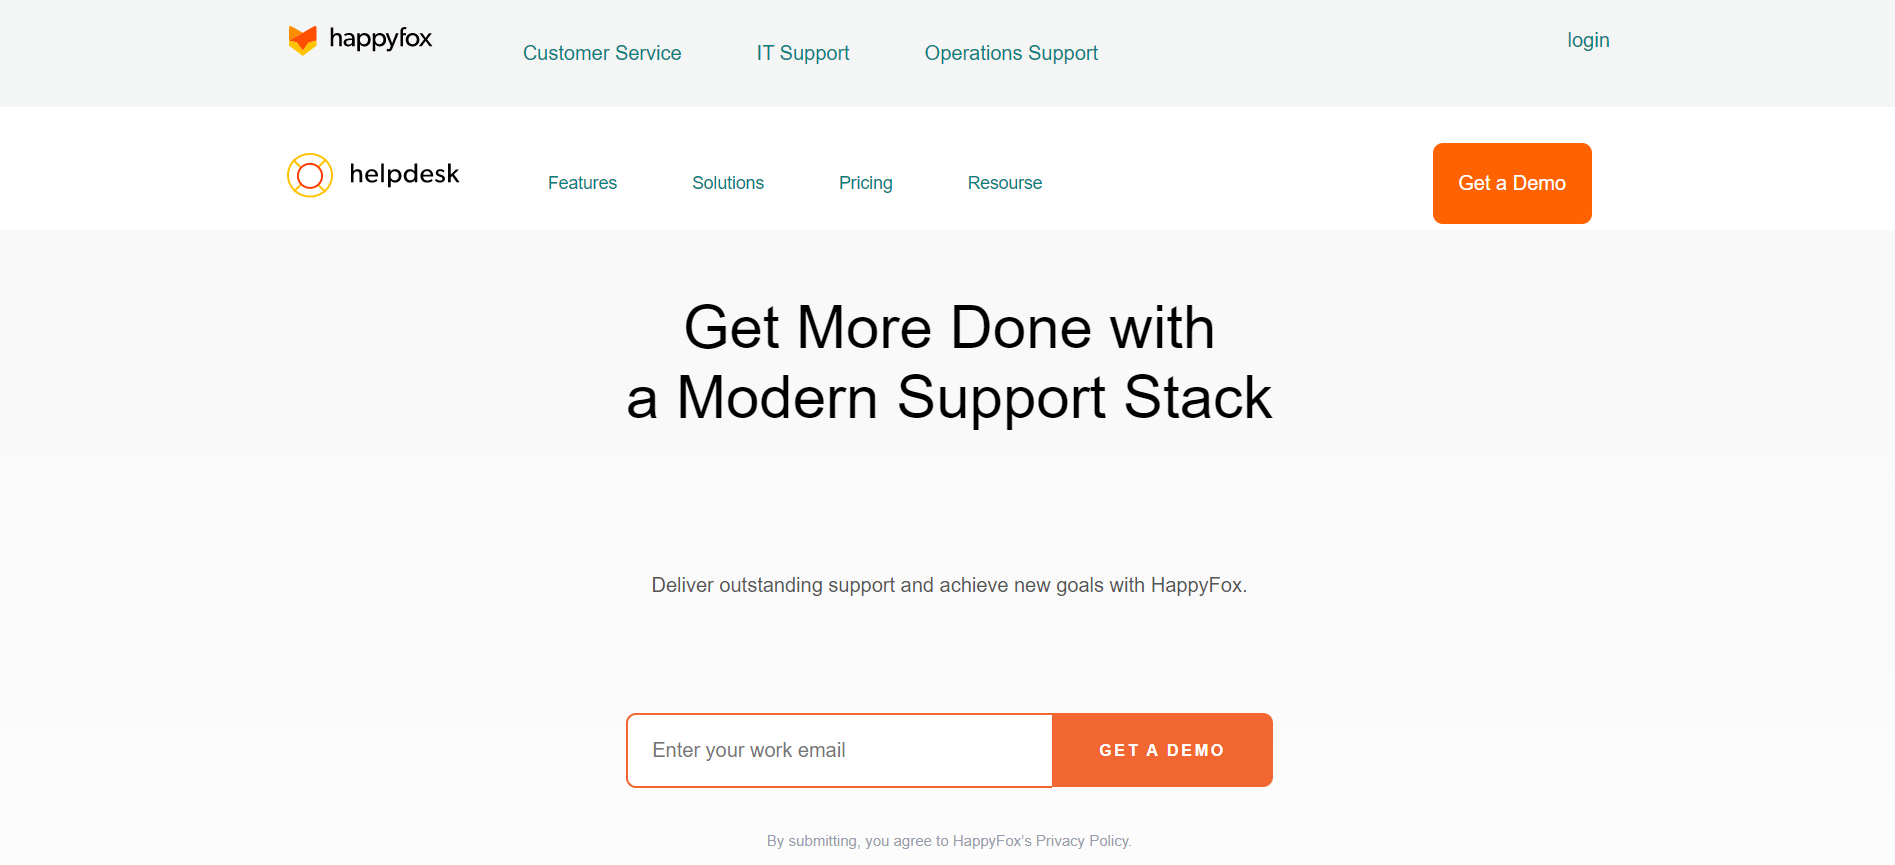 happyfox
Customer Service
IT Support
Operations Support
login
helpdesk
Features
Solutions
Pricing
Resourse
Get a Demo
Get More Done with
a Modern Support Stack
Deliver outstanding support and achieve new goals with HappyFox.
Enter your work email
GET A DEMO
By submitting, you agree to HappyFox's Privacy Policy.